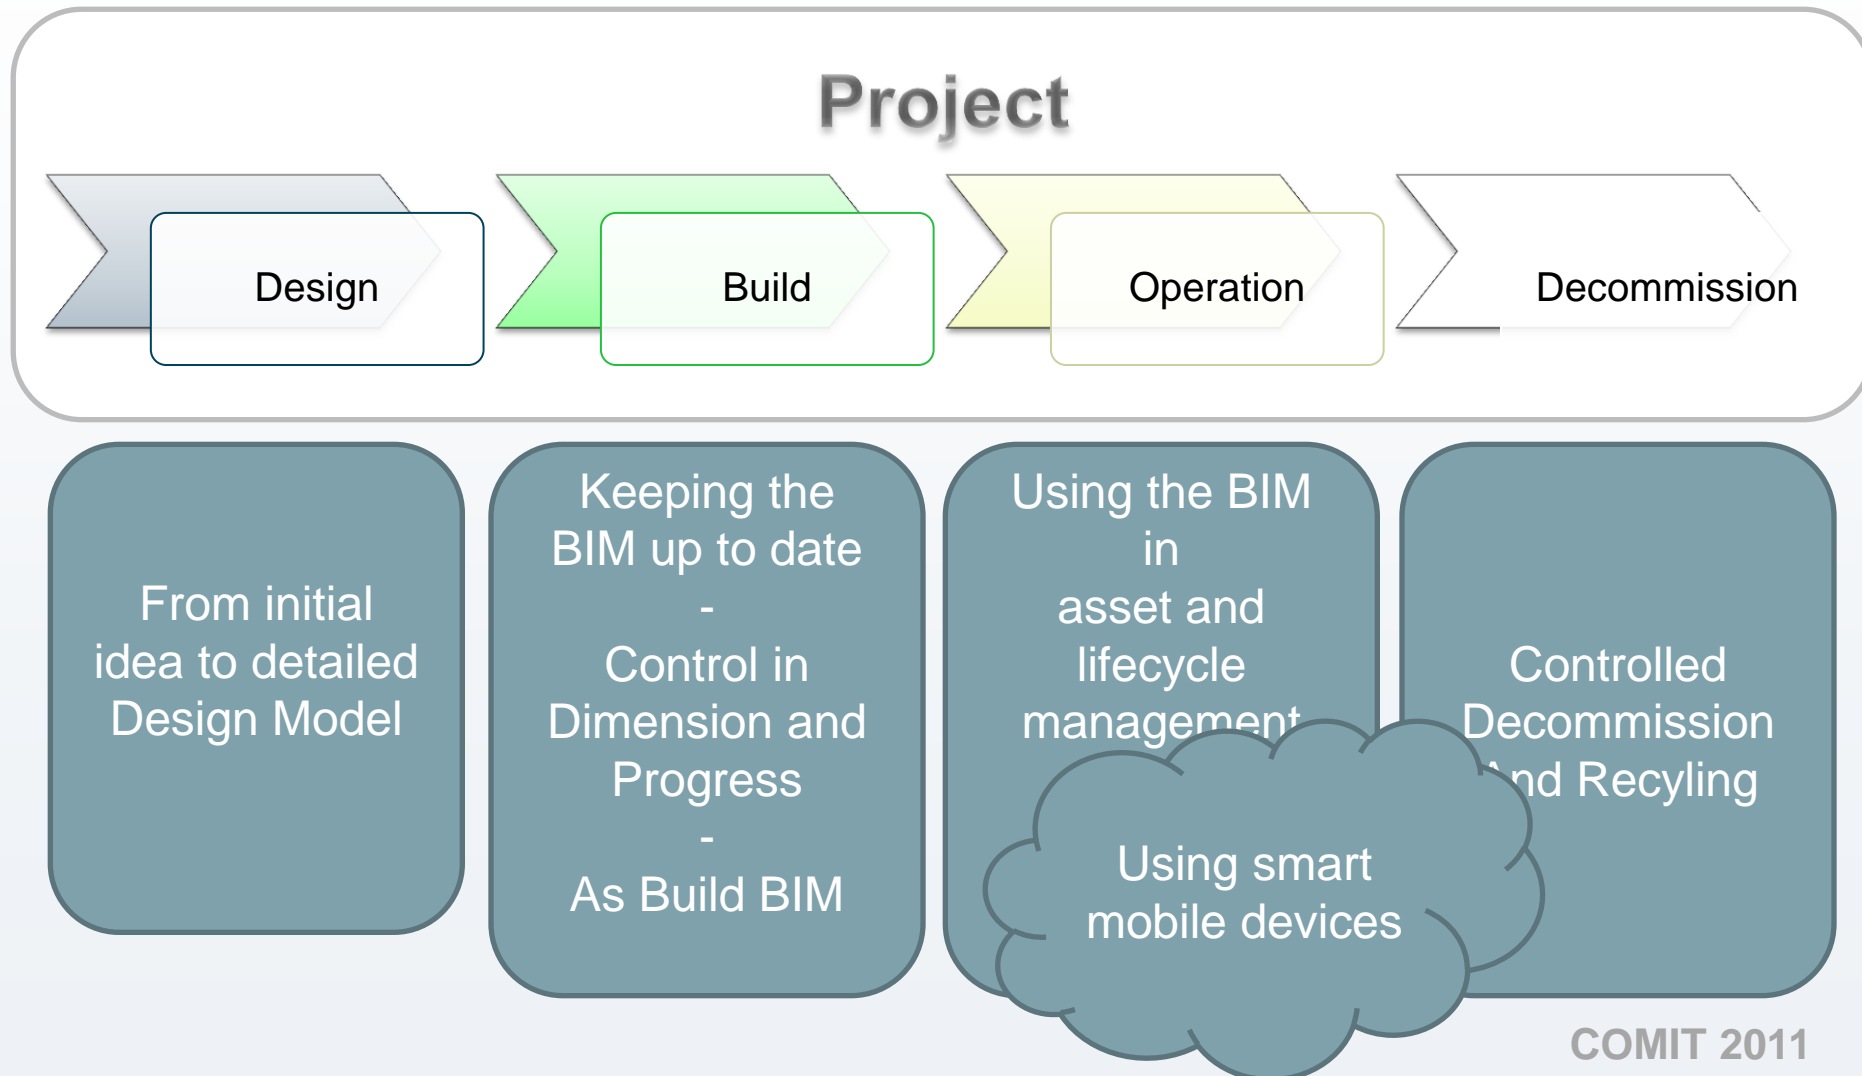 Project
Design
Build
Operation
Decommission
From initial
idea to detailed
Design Model
Keeping the
BIM up to date
-
Control in
Dimension and
Progress
-
As Build BIM
Using the BIM
in
asset and
lifecycle
management
Controlled
Decommission
And Recyling
Using smart
mobile devices
COMIT 2011